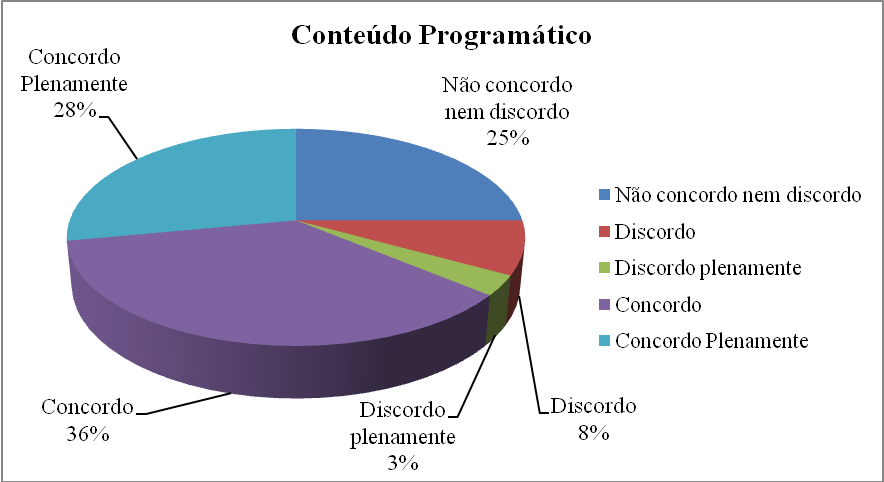 Conteúdo Programático
Concordo
Plenamente
28%
Não concordo
nem discordo
25%
Não concordo nem discordo
Discordo
Discordo plenamente
Concordo
Concordo Plenamente
Concordo
36%
Discordo
plenamente
3%
Discordo
8%